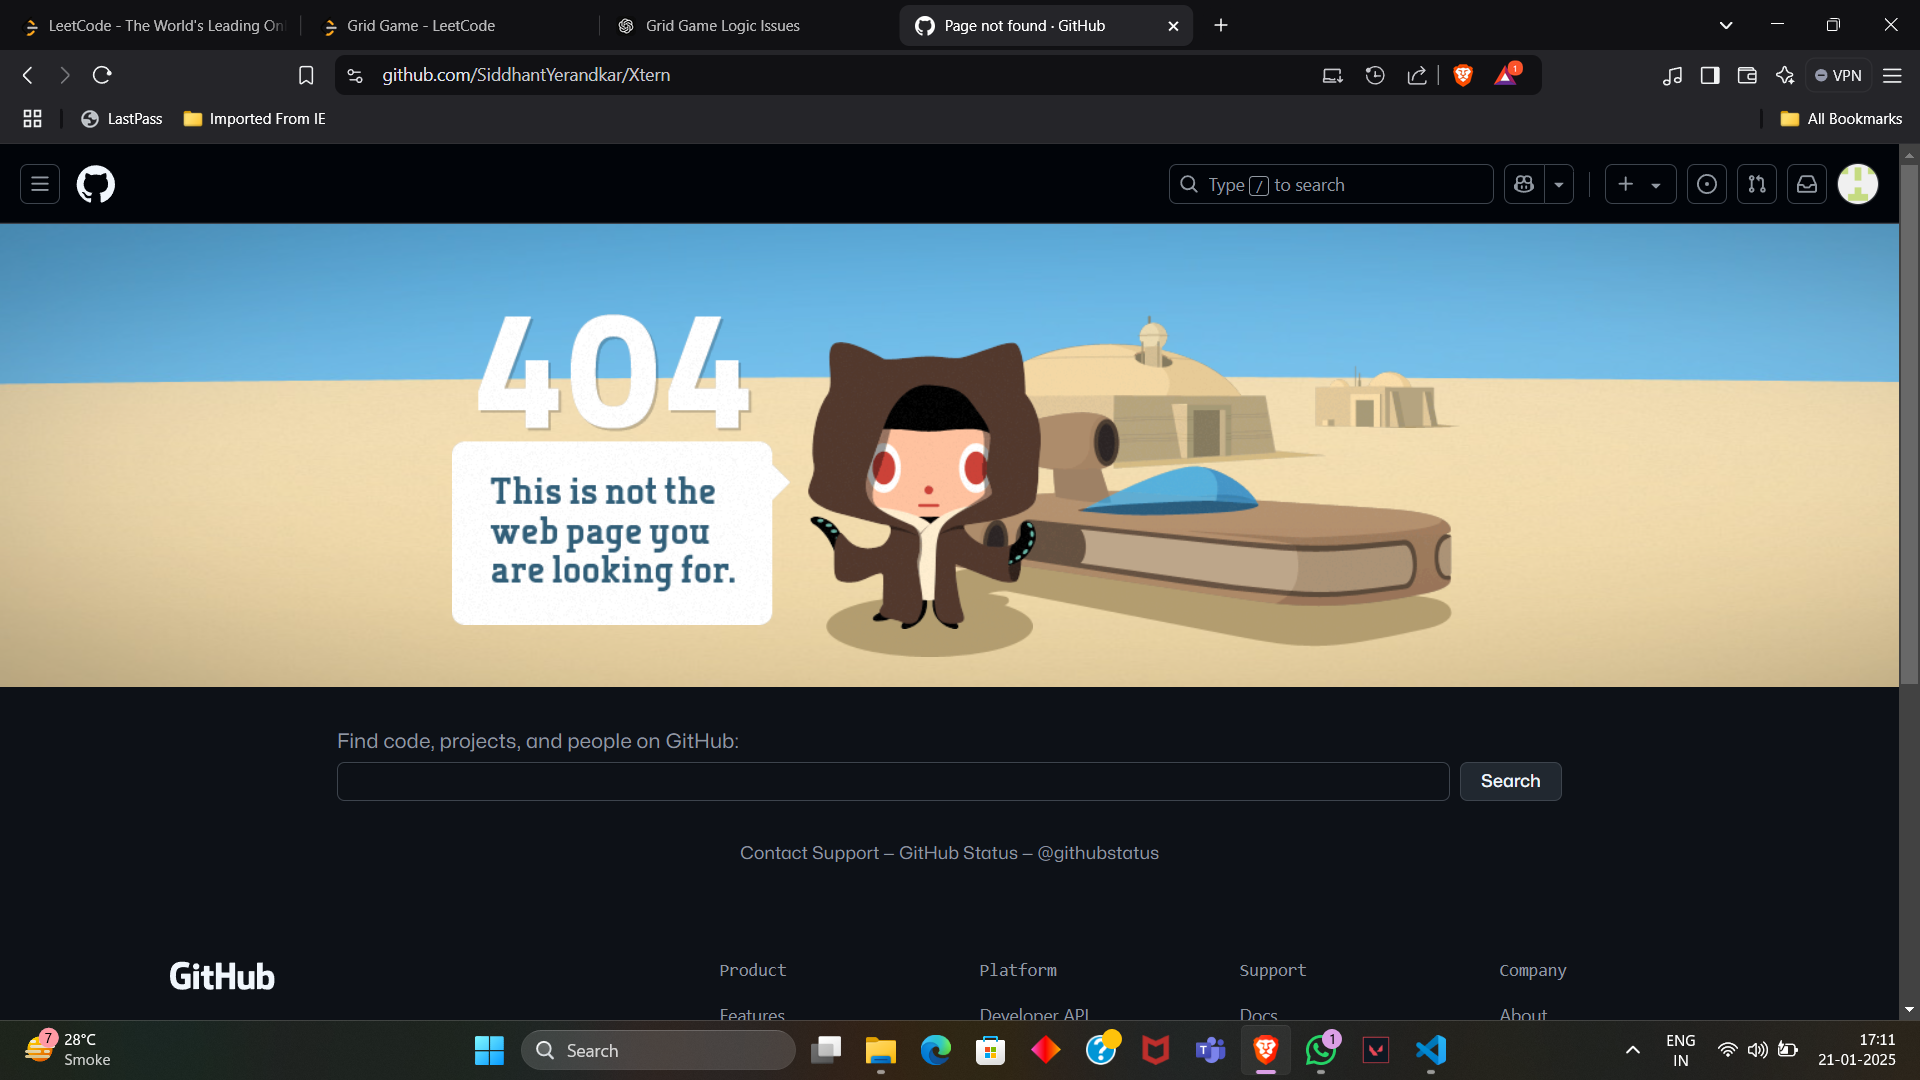 LeetCode - The World's Leading Onl
Grid Game - LeetCode
Grid Game Logic Issues
Page not found · GitHub
github.com/SiddhantYerandkar/Xtern
1
VPN
LastPass
Imported From IE
All Bookmarks
Type / to search
404
This is not the
web page you
are looking for.
Find code, projects, and people on GitHub:
Search
Contact Support — GitHub Status — @githubstatus
GitHub
Product
Platform
Support
Company
Features
Developer API
Docs
About
7
28°C
Smoke
Search
1
ENG
IN
17:11
21-01-2025